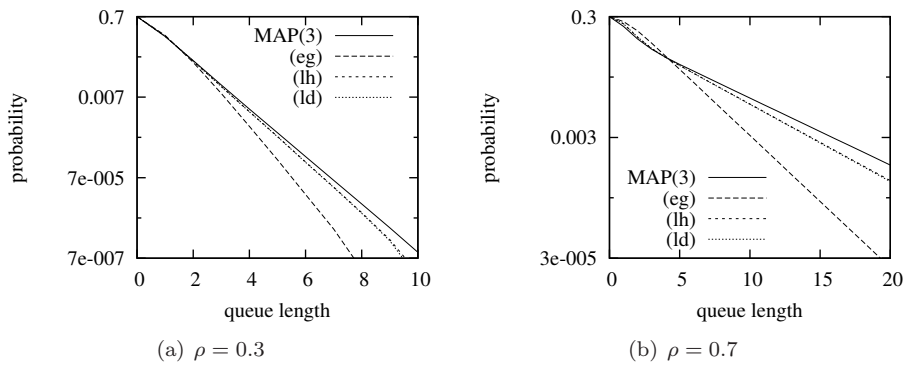 0.7
0.007
7e-005
7e-007
0 2 4 6 8 10
probability
queue length
MAP(3)
(eg)
(lh)
(ld)
(a) ρ = 0.3
0.3
0.003
3e-005
0 5 10 15 20
probability
queue length
MAP(3)
(eg)
(lh)
(ld)
(b) ρ = 0.7